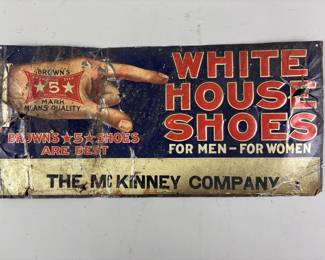 BROWN'S
★5★
MARK
MEANS QUALITY
BROWN'S★5★SHOES
ARE BEST
WHITE
HOUSE
SHOES
FOR MEN – FOR WOMEN
THE McKINNEY COMPANY